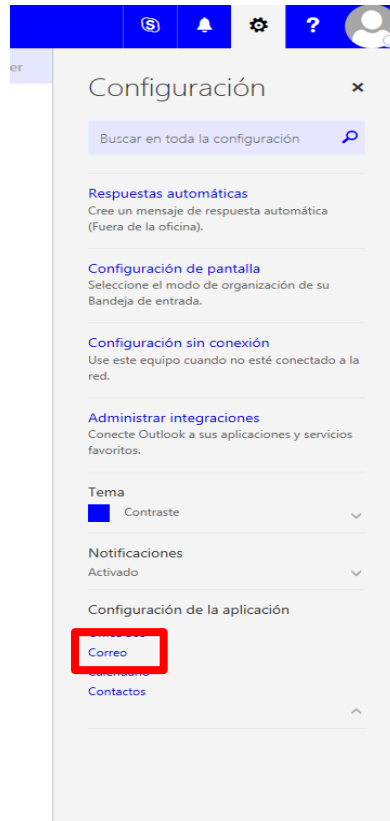 ?
er
Configuración
×
Buscar en toda la configuración
Respuestas automáticas
Cree un mensaje de respuesta automática
(Fuera de la oficina).
Configuración de pantalla
Seleccione el modo de organización de su
Bandeja de entrada.
Configuración sin conexión
Use este equipo cuando no esté conectado a la
red.
Administrar integraciones
Conecte Outlook a sus aplicaciones y servicios
favoritos.
Tema
Contraste
Notificaciones
Activado
Configuración de la aplicación
Correo
Calendario
Contactos